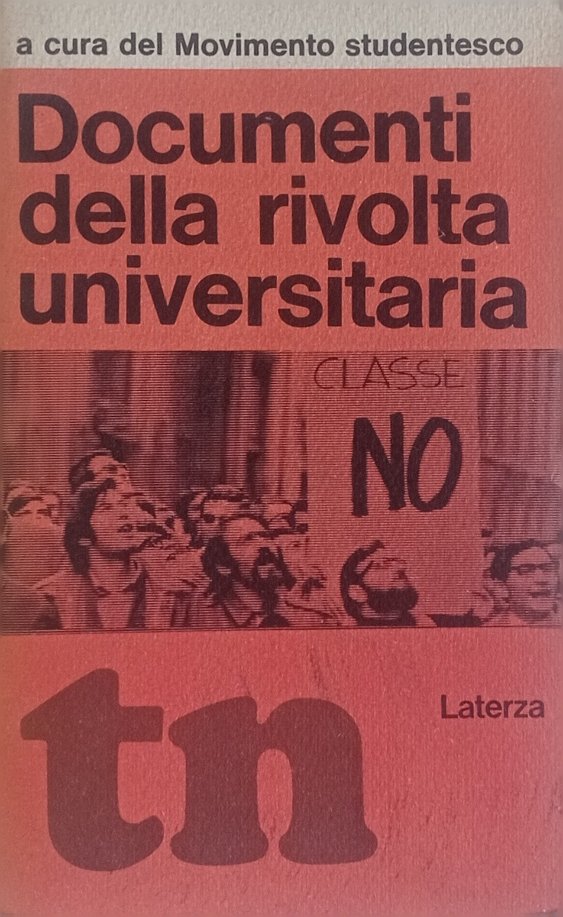 a cura del Movimento studentesco
Documenti
della rivolta
universitaria
CLASSE
NO
tn
Laterza